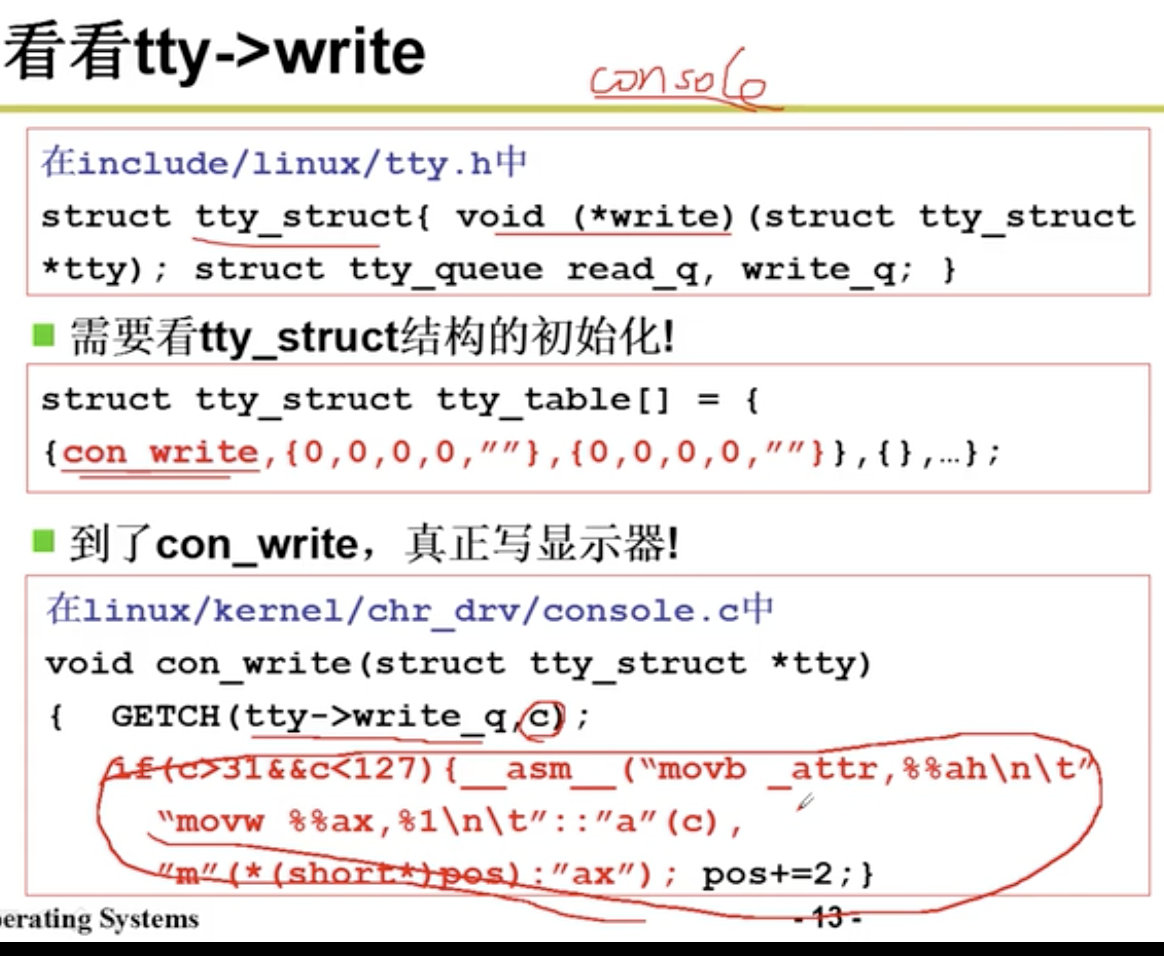 看看tty->write
console
在include/linux/tty.h中
struct tty_struct{ void (*write)(struct tty_struct
*tty); struct tty_queue read_q, write_q; }
需要看tty_struct结构的初始化!
struct tty_struct tty_table[] = {
{con_write,{0,0,0,0,""},{0,0,0,0,""}},{},…};
到了con_write，真正写显示器!
在linux/kernel/chr_drv/console.c中
void con_write(struct tty_struct *tty)
{ GETCH(tty->write_q,c);
if(c>31&&c<127){__asm__("movb _attr,%%ah\n\t"
"movw %%ax,%1\n\t"::"a"(c),
"m"(*(short*)pos):"ax"); pos+=2;}
erating Systems
- 13 -